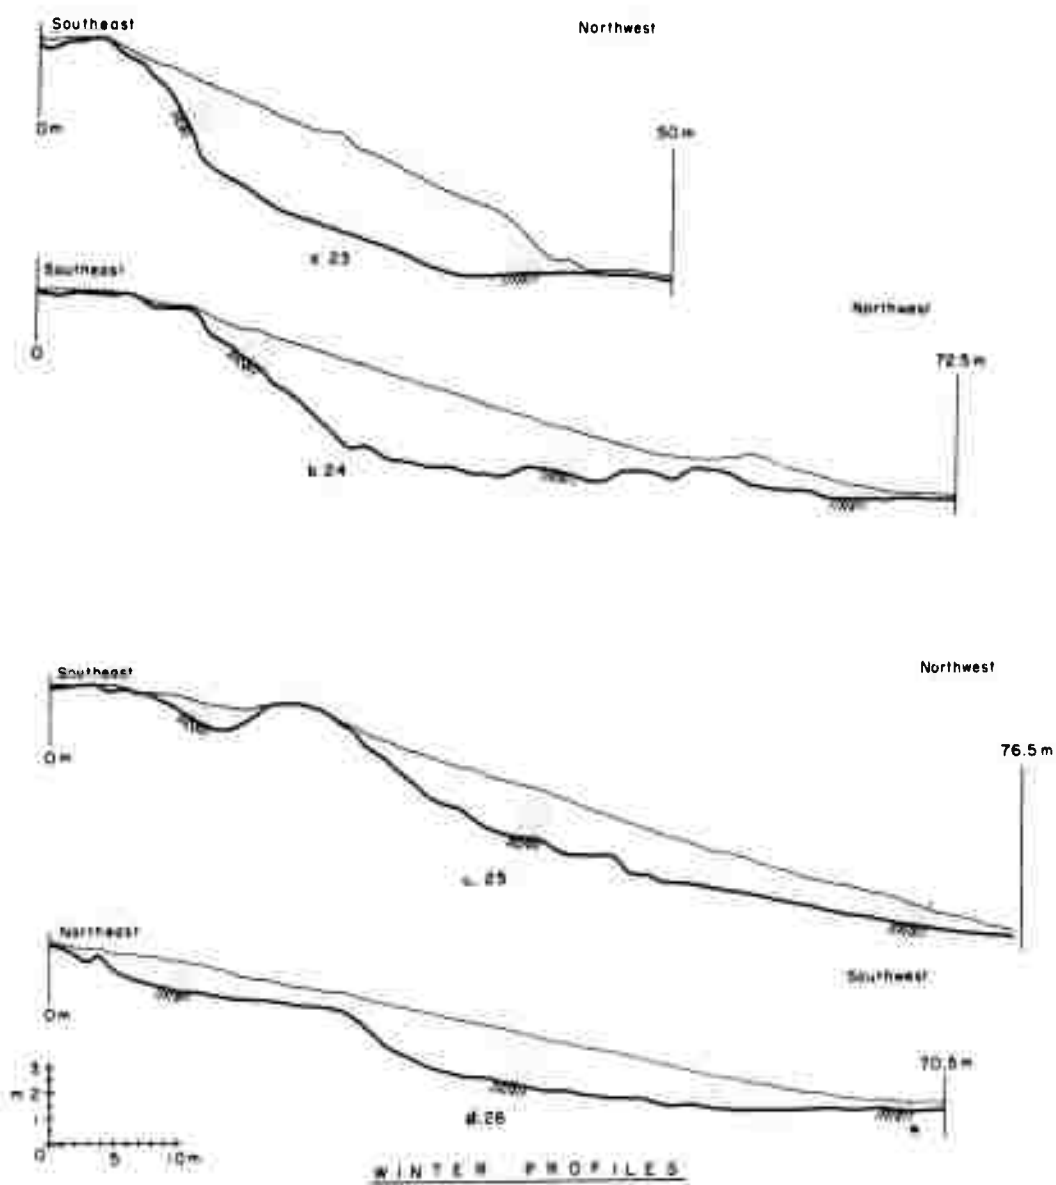 Southeast
Northwest
0m
50m
a. 23
Southeast
Northwest
0
72.5m
b. 24
Southeast
Northwest
0m
76.5m
c. 25
Northeast
Southwest
0m
70.5m
3
m 2
1
d. 26
0 5 10m
WINTER PROFILES